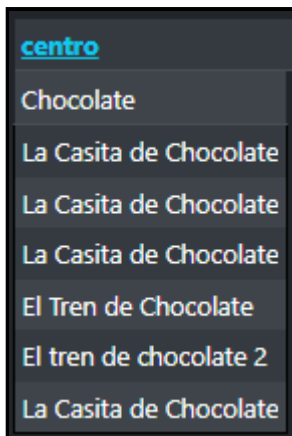 centro
Chocolate
La Casita de Chocolate
La Casita de Chocolate
La Casita de Chocolate
El Tren de Chocolate
El tren de chocolate 2
La Casita de Chocolate